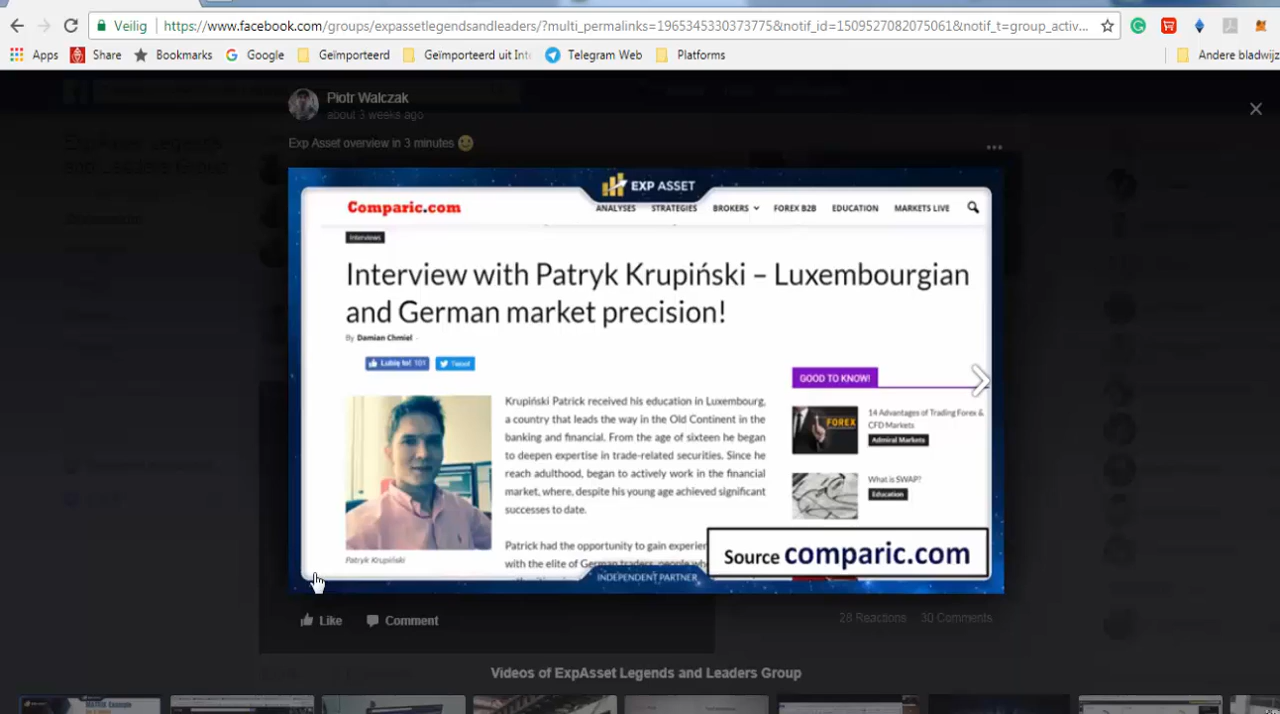 Veilig
https://www.facebook.com/groups/expassetlegendsandleaders/?multi_permalinks=1965345330373775&notif_id=1509527082075061&notif_t=group_activ...
Apps
Share
Bookmarks
Google
Geïmporteerd
Geïmporteerd uit Int
Telegram Web
Platforms
Andere bladwijz
Piotr Walczak
about 3 weeks ago
Exp Asset overview in 3 minutes
EXP ASSET
Comparic.com
ANALYSES STRATEGIES BROKERS FOREX B2B EDUCATION MARKETS LIVE
Interviews
Interview with Patryk Krupiński – Luxembourgian
and German market precision!
By Damian Chmiel -
Lubię to! 101
Tweet
Krupiński Patrick received his education in Luxembourg,
a country that leads the way in the Old Continent in the
banking and financial. From the age of sixteen he began
to deepen expertise in trade-related securities. Since he
reach adulthood, began to actively work in the financial
market, where, despite his young age achieved significant
successes to date.
Patrick had the opportunity to gain experien
with the elite of German traders, people who
Patryk Krupiński
GOOD TO KNOW!
14 Advantages of Trading Forex &
CFD Markets
Admiral Markets
FOREX
What is SWAP?
Education
Source comparic.com
INDEPENDENT PARTNER
Like
Comment
28 Reactions
30 Comments
Videos of ExpAsset Legends and Leaders Group